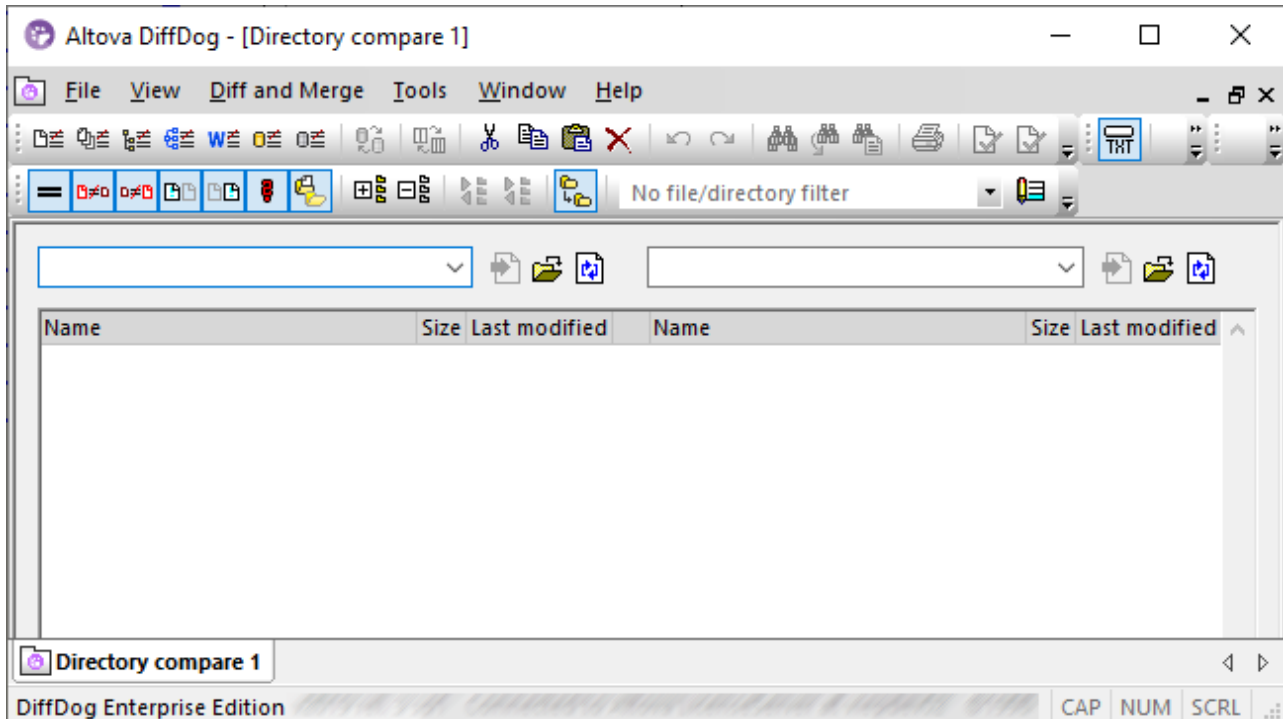 Altova DiffDog - [Directory compare 1]
File View Diff and Merge Tools Window Help
W TXT
No file/directory filter
Name Size Last modified Name Size Last modified
Directory compare 1
DiffDog Enterprise Edition CAP NUM SCRL